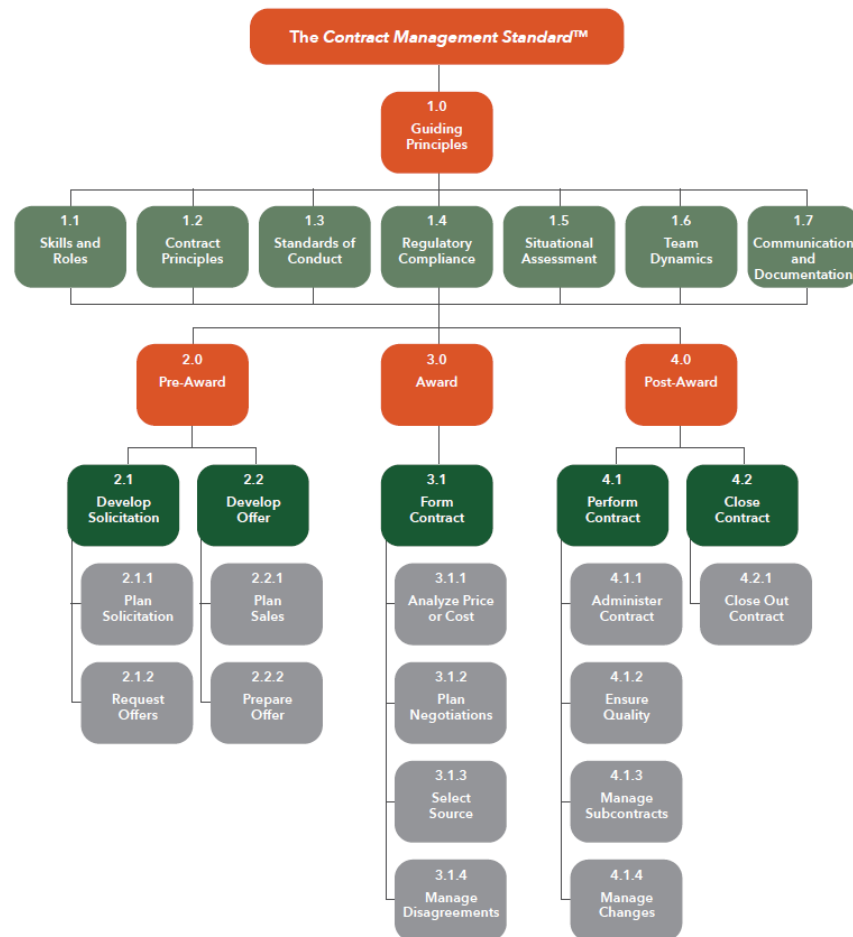 The Contract Management Standard™
1.0
Guiding
Principles
1.1
Skills and
Roles
1.2
Contract
Principles
1.3
Standards of
Conduct
1.4
Regulatory
Compliance
1.5
Situational
Assessment
1.6
Team
Dynamics
1.7
Communication
and
Documentation
2.0
Pre-Award
3.0
Award
4.0
Post-Award
2.1
Develop
Solicitation
2.2
Develop
Offer
3.1
Form
Contract
4.1
Perform
Contract
4.2
Close
Contract
2.1.1
Plan
Solicitation
2.2.1
Plan
Sales
3.1.1
Analyze Price
or Cost
4.1.1
Administer
Contract
4.2.1
Close Out
Contract
2.1.2
Request
Offers
2.2.2
Prepare
Offer
3.1.2
Plan
Negotiations
4.1.2
Ensure
Quality
3.1.3
Select
Source
4.1.3
Manage
Subcontracts
3.1.4
Manage
Disagreements
4.1.4
Manage
Changes